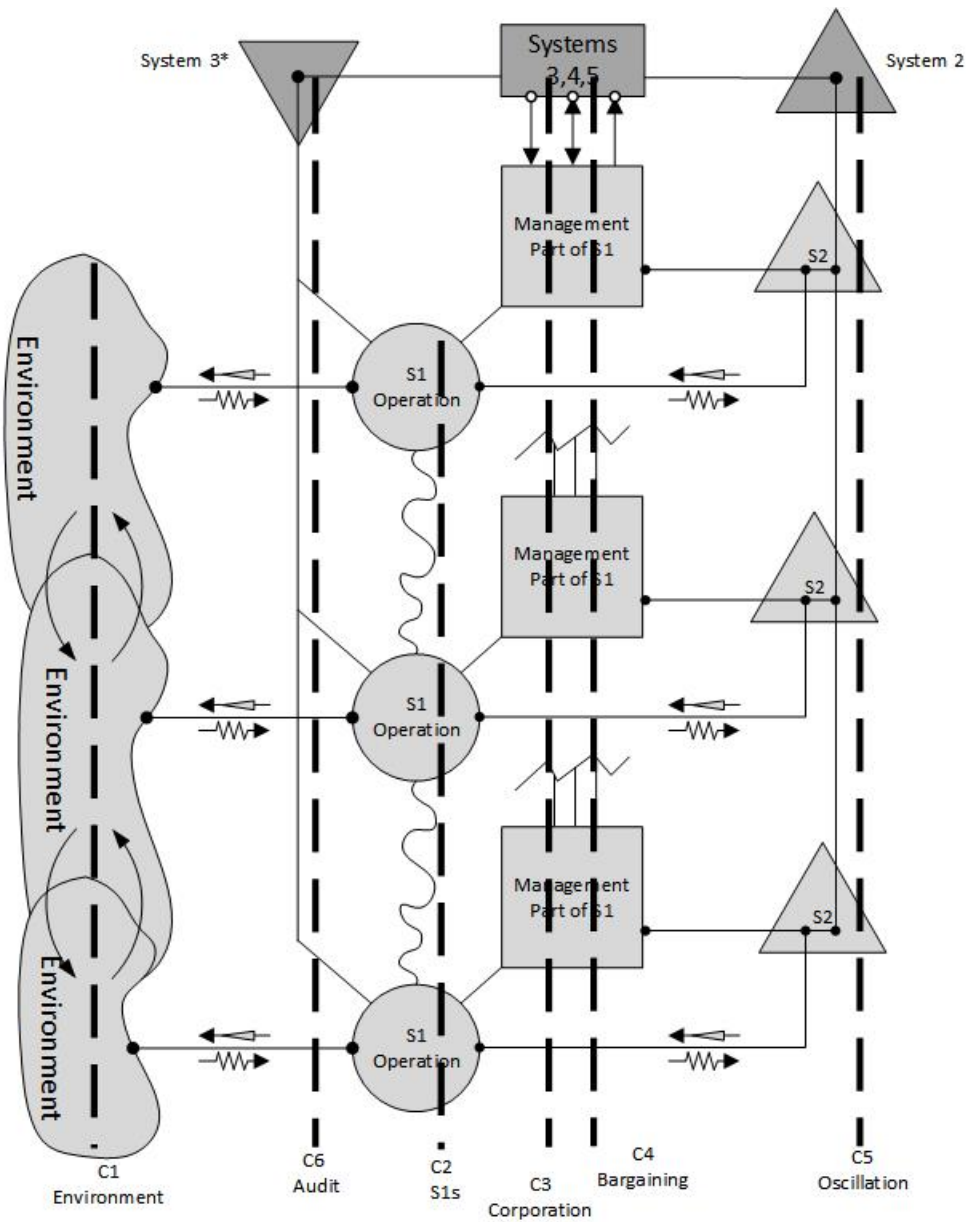 System 3*
Systems
3,4,5
System 2
Management
Part of S1
S2
Environment
S1
Operation
Management
Part of S1
S2
Environment
S1
Operation
Management
Part of S1
S2
Environment
S1
Operation
C1
Environment
C6
Audit
C2
S1s
C3
Corporation
C4
Bargaining
C5
Oscillation